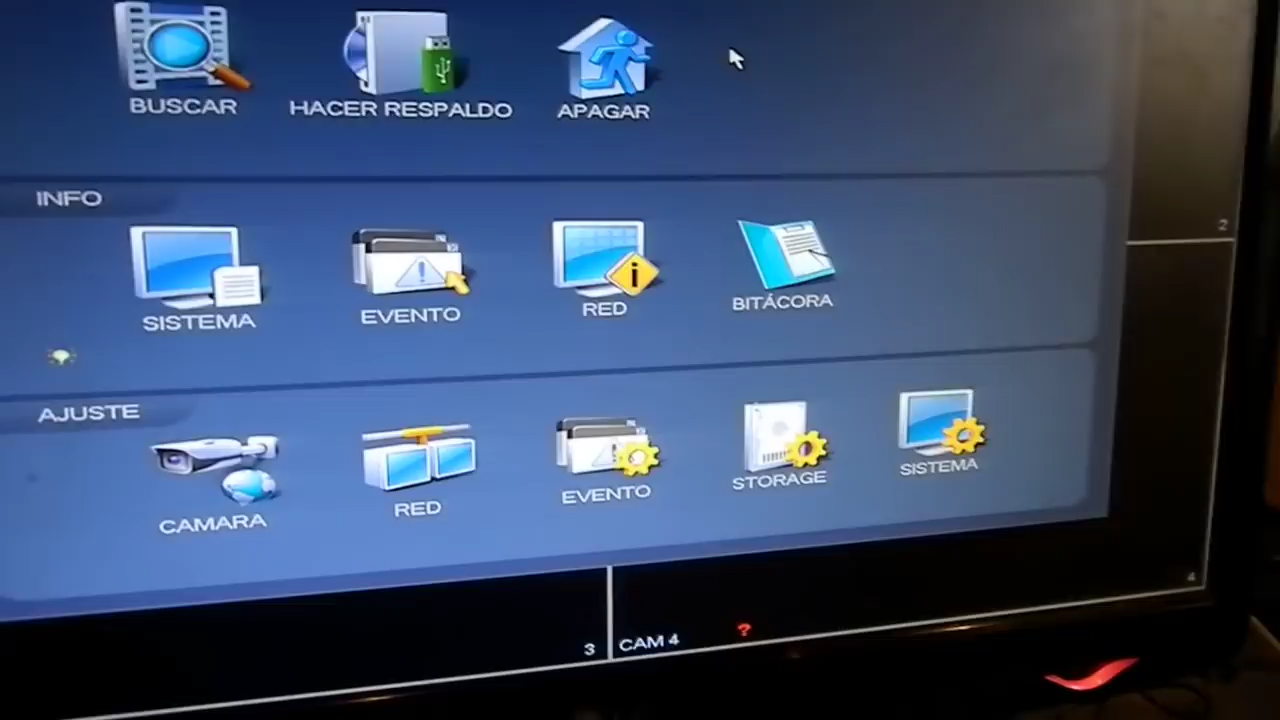 BUSCAR HACER RESPALDO APAGAR
INFO
2
SISTEMA EVENTO RED BITÁCORA
AJUSTE
CAMARA RED EVENTO STORAGE SISTEMA
4
3 CAM 4 ?